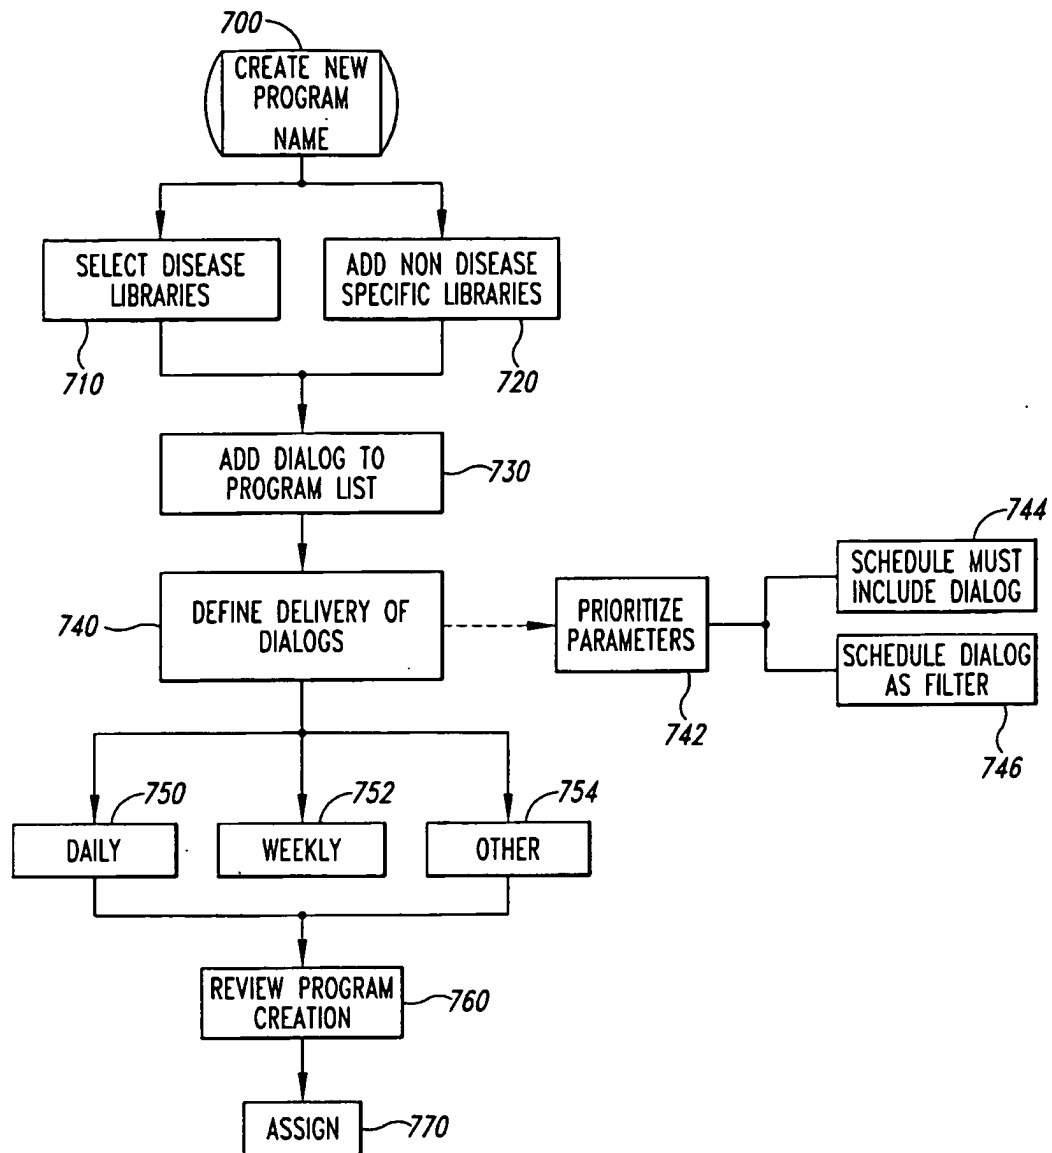 700
CREATE NEW
PROGRAM
NAME
SELECT DISEASE
LIBRARIES
710
ADD NON DISEASE
SPECIFIC LIBRARIES
720
ADD DIALOG TO
PROGRAM LIST
730
740
DEFINE DELIVERY OF
DIALOGS
PRIORITIZE
PARAMETERS
742
744
SCHEDULE MUST
INCLUDE DIALOG
SCHEDULE DIALOG
AS FILTER
746
750
DAILY
752
WEEKLY
754
OTHER
REVIEW PROGRAM
CREATION
760
ASSIGN
770